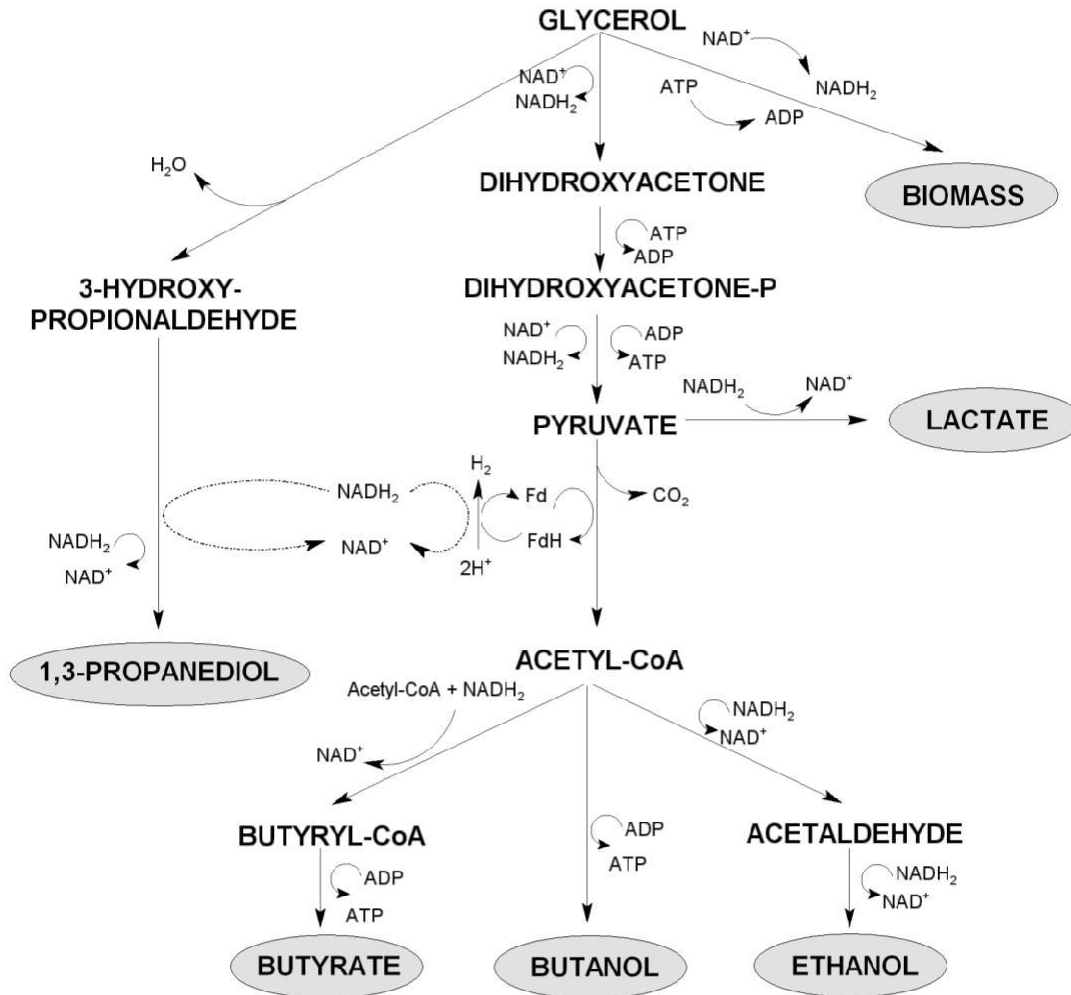 GLYCEROL
NAD⁺
NADH₂
NAD⁺
NADH₂
ATP
ADP
H₂O
DIHYDROXYACETONE
BIOMASS
ATP
ADP
3-HYDROXY-
PROPIONALDEHYDE
DIHYDROXYACETONE-P
NAD⁺
NADH₂
ADP
ATP
NADH₂
NAD⁺
PYRUVATE
LACTATE
H₂
NADH₂
Fd
CO₂
NAD⁺
FdH
2H⁺
NADH₂
NAD⁺
1,3-PROPANEDIOL
ACETYL-CoA
Acetyl-CoA + NADH₂
NAD⁺
NADH₂
NAD⁺
BUTYRYL-CoA
ADP
ATP
ACETALDEHYDE
ADP
ATP
NADH₂
NAD⁺
BUTYRATE
BUTANOL
ETHANOL